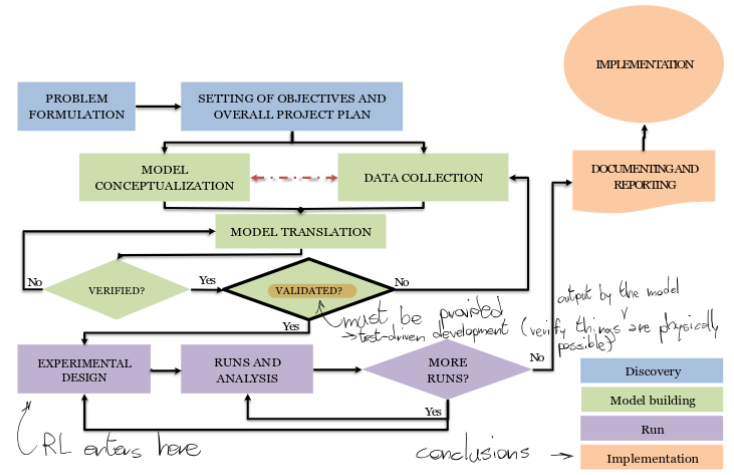 IMPLEMENTATION
PROBLEM
FORMULATION
SETTING OF OBJECTIVES AND
OVERALL PROJECT PLAN
MODEL
CONCEPTUALIZATION
DATA COLLECTION
DOCUMENTING AND
REPORTING
MODEL TRANSLATION
No
VERIFIED?
Yes
VALIDATED?
No
Yes
must be provided
→ test-driven development (verify things are physically
output by the model
possible)
EXPERIMENTAL
DESIGN
RUNS AND
ANALYSIS
MORE
RUNS?
No
Yes
RL enters here
conclusions →
Discovery
Model building
Run
Implementation